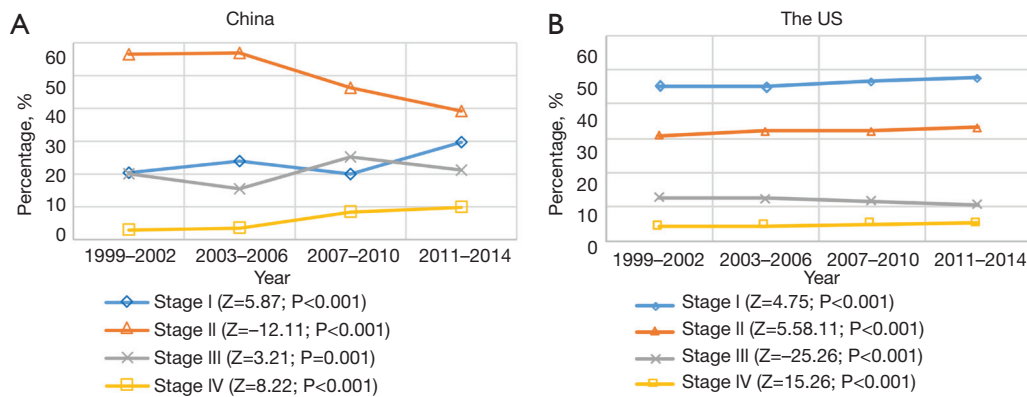 A
China
Percentage, %
60
50
40
30
20
10
0
1999–2002 2003–2006 2007–2010 2011–2014
Year
Stage I (Z=5.87; P<0.001)
Stage II (Z=–12.11; P<0.001)
Stage III (Z=3.21; P=0.001)
Stage IV (Z=8.22; P<0.001)
B
The US
Percentage, %
60
50
40
30
20
10
0
1999–2002 2003–2006 2007–2010 2011–2014
Year
Stage I (Z=4.75; P<0.001)
Stage II (Z=5.58.11; P<0.001)
Stage III (Z=–25.26; P<0.001)
Stage IV (Z=15.26; P<0.001)